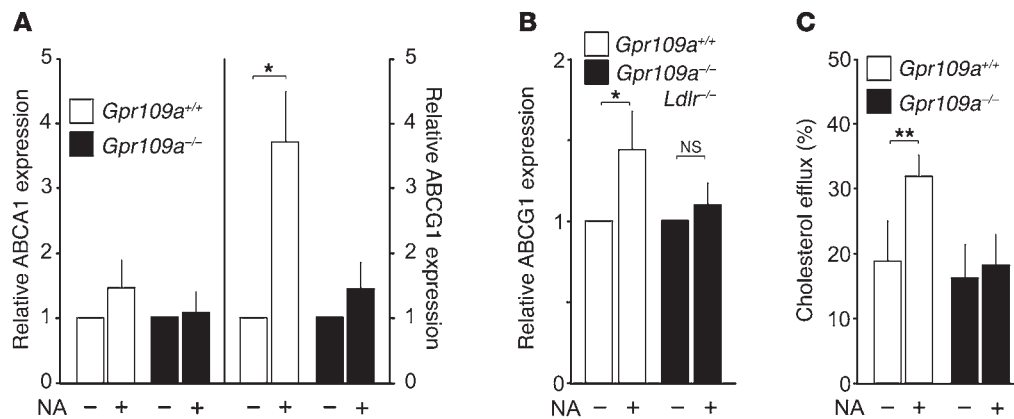 A
Relative ABCA1 expression
5
4
3
2
1
0
Gpr109a+/+
Gpr109a−/−
*
5
4
3
2
1
0
Relative ABCG1 expression
NA − + − + − + − +
B
Relative ABCG1 expression
2
1
0
Gpr109a+/+
Gpr109a−/−
Ldlr−/−
*
NS
NA − + − +
C
Cholesterol efflux (%)
50
40
30
20
10
0
Gpr109a+/+
Gpr109a−/−
**
NA − + − +